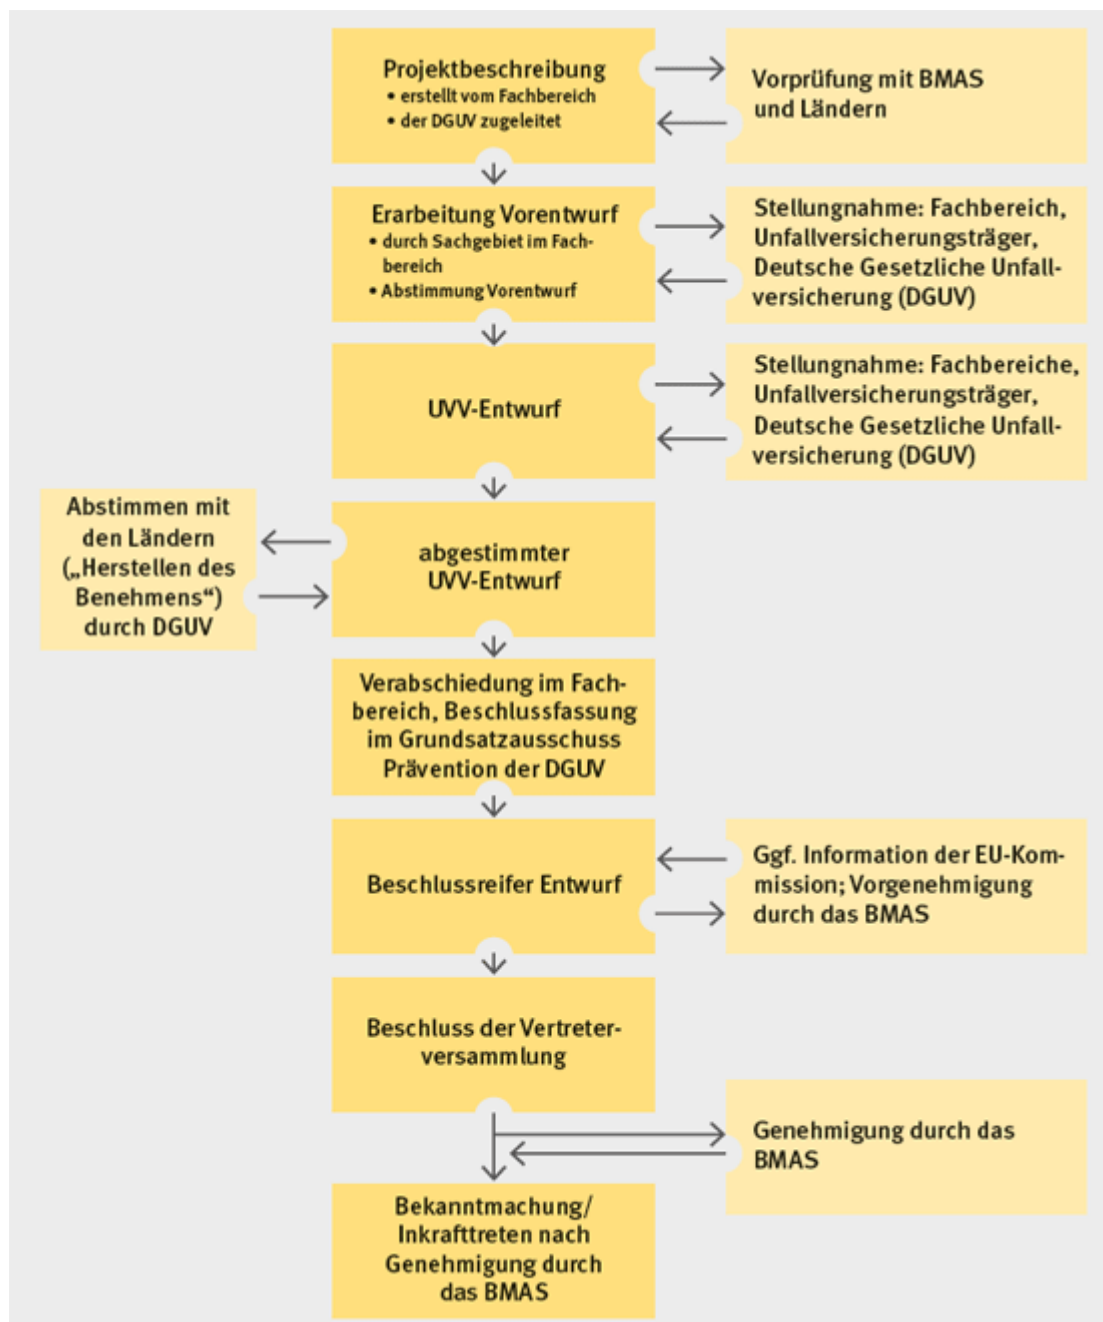 Projektbeschreibung
• erstellt vom Fachbereich
• der DGUV zugeleitet
Vorprüfung mit BMAS
und Ländern
Erarbeitung Vorentwurf
• durch Sachgebiet im Fach-
bereich
• Abstimmung Vorentwurf
Stellungnahme: Fachbereich,
Unfallversicherungsträger,
Deutsche Gesetzliche Unfall-
versicherung (DGUV)
UVV-Entwurf
Stellungnahme: Fachbereiche,
Unfallversicherungsträger,
Deutsche Gesetzliche Unfall-
versicherung (DGUV)
Abstimmen mit
den Ländern
(„Herstellen des
Benehmens“)
durch DGUV
abgestimmter
UVV-Entwurf
Verabschiedung im Fach-
bereich, Beschlussfassung
im Grundsatzausschuss
Prävention der DGUV
Beschlussreifer Entwurf
Ggf. Information der EU-Kom-
mission; Vorgenehmigung
durch das BMAS
Beschluss der Vertreter-
versammlung
Genehmigung durch das
BMAS
Bekanntmachung/
Inkrafttreten nach
Genehmigung durch
das BMAS